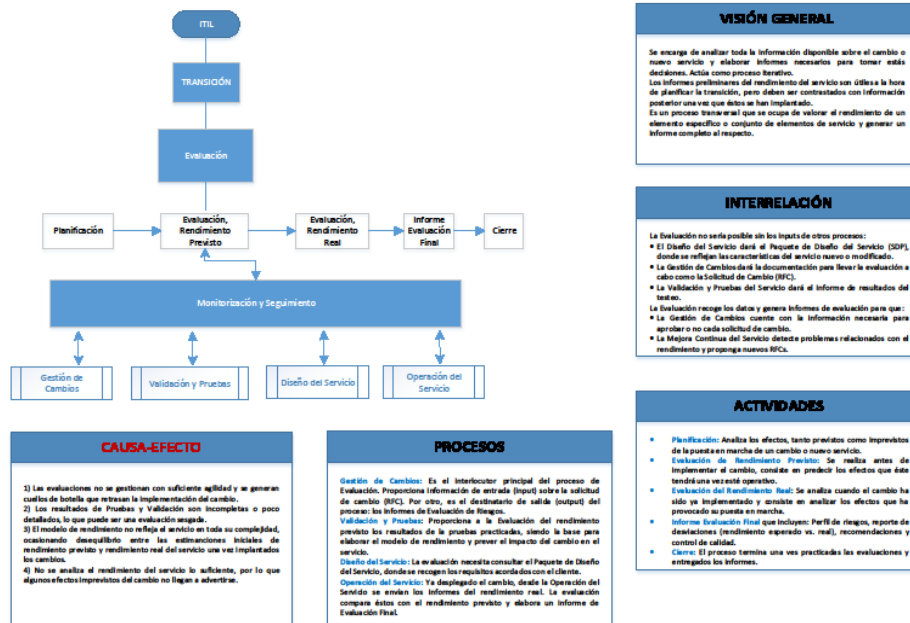 ITIL
TRANSICIÓN
Evaluación
Planificación
Evaluación,
Rendimiento
Previsto
Evaluación,
Rendimiento
Real
Informe
Evaluación
Final
Cierre
Monitorización y Seguimiento
Gestión de
Cambios
Validación y Pruebas
Diseño del Servicio
Operación del
Servicio
VISIÓN GENERAL
Se encarga de analizar toda la información disponible sobre el cambio o
nuevo servicio y elaborar informes necesarios para tomar estás
decisiones. Actúa como proceso iterativo.
Los informes preliminares del rendimiento del servicio son útiles a la hora
de planificar la transición, pero deben ser contrastados con información
posterior una vez que éstos se han implantado.
Es un proceso transversal que se ocupa de valorar el rendimiento de un
elemento específico o conjunto de elementos de servicio y generar un
informe completo al respecto.
INTERRELACIÓN
La Evaluación no sería posible sin los inputs de otros procesos:
• El Diseño del Servicio dará el Paquete de Diseño del Servicio (SDP),
donde se reflejan las características del servicio nuevo o modificado.
• La Gestión de Cambios dará la documentación para llevar la evaluación a
cabo como la Solicitud de Cambio (RFC).
• La Validación y Pruebas del Servicio dará el informe de resultados del
testeo.
La Evaluación recoge los datos y genera informes de evaluación para que:
• La Gestión de Cambios cuente con la información necesaria para
aprobar o no cada solicitud de cambio.
• La Mejora Continua del Servicio detecte problemas relacionados con el
rendimiento y proponga nuevos RFCs.
ACTIVIDADES
• Planificación: Analiza los efectos, tanto previstos como imprevistos
de la puesta en marcha de un cambio o nuevo servicio.
• Evaluación de Rendimiento Previsto: Se realiza antes de
implementar el cambio, consiste en predecir los efectos que éste
tendrá una vez esté operativo.
• Evaluación del Rendimiento Real: Se analiza cuando el cambio ha
sido ya implementado y consiste en analizar los efectos que ha
provocado su puesta en marcha.
• Informe Evaluación Final que incluyen: Perfil de riesgos, reporte de
desviaciones (rendimiento esperado vs. real), recomendaciones y
control de calidad.
• Cierre: El proceso termina una ves practicadas las evaluaciones y
entregados los informes.
CAUSA-EFECTO
1) Las evaluaciones no se gestionan con suficiente agilidad y se generan
cuellos de botella que retrasan la implementación del cambio.
2) Los resultados de Pruebas y Validación son incompletas o poco
detallados, lo que puede ser una evaluación sesgada.
3) El modelo de rendimiento no refleja el servicio en toda su complejidad,
ocasionando desequilibrio entre las estimanciones iniciales de
rendimiento previsto y rendimiento real del servicio una vez implantados
los cambios.
4) No se analiza el rendimiento del servicio lo suficiente, por lo que
algunos efectos imprevistos del cambio no llegan a advertirse.
PROCESOS
Gestión de Cambios: Es el interlocutor principal del proceso de
Evaluación. Proporciona información de entrada (input) sobre la solicitud
de cambio (RFC). Por otro, es el destinatario de salida (output) del
proceso: los Informes de Evaluación de Riesgos.
Validación y Pruebas: Proporciona a la Evaluación del rendimiento
previsto los resultados de la pruebas practicadas, siendo la base para
elaborar el modelo de rendimiento y prever el impacto del cambio en el
servicio.
Diseño del Servicio: La evaluación necesita consultar el Paquete de Diseño
del Servicio, donde se recogen los requisitos acordados con el cliente.
Operación del Servicio: Ya desplegado el cambio, desde la Operación del
Servicio se envían los informes del rendimiento real. La evaluación
compara éstos con el rendimiento previsto y elabora un Informe de
Evaluación Final.